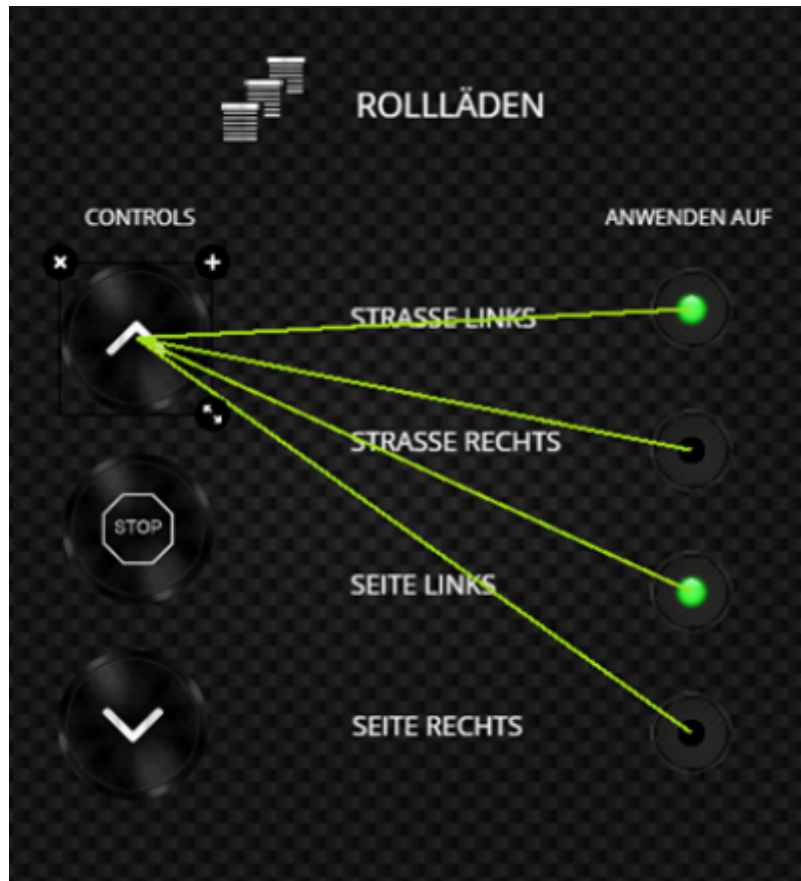 ROLLLÄDEN
CONTROLS
ANWENDEN AUF
STRASSE LINKS
STRASSE RECHTS
STOP
SEITE LINKS
SEITE RECHTS